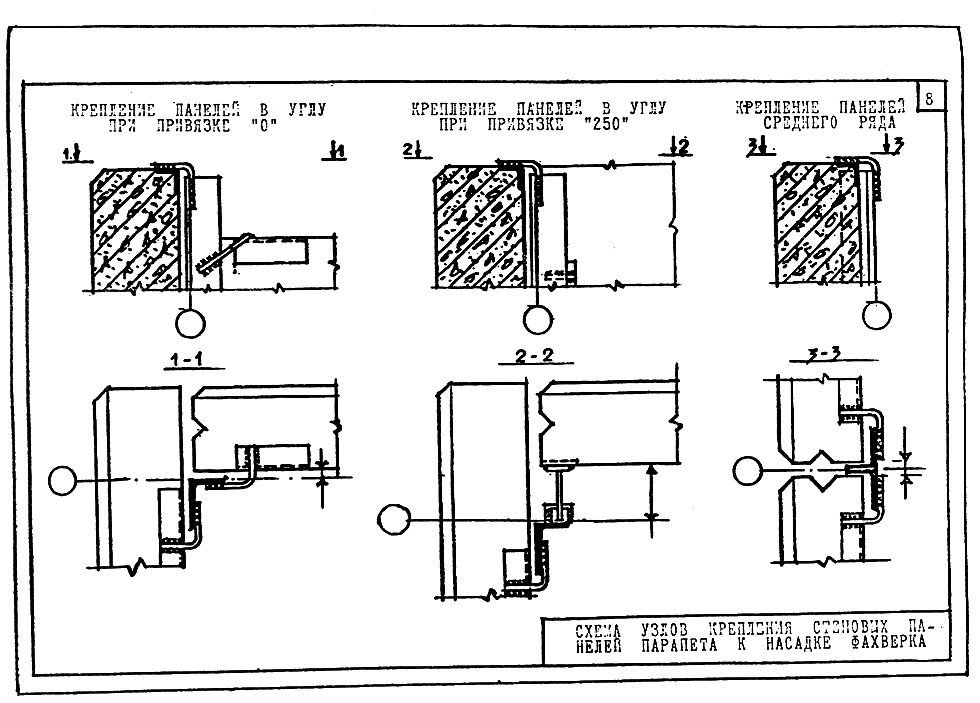 8
КРЕПЛЕНИЕ ПАНЕЛЕЙ В УГЛУ
ПРИ ПРИВЯЗКЕ "0"
КРЕПЛЕНИЕ ПАНЕЛЕЙ В УГЛУ
ПРИ ПРИВЯЗКЕ "250"
КРЕПЛЕНИЕ ПАНЕЛЕЙ
СРЕДНЕГО РЯДА
1 1
2 2
3 3
1-1
2-2
3-3
СХЕМА УЗЛОВ КРЕПЛЕНИЯ СТЕНОВЫХ ПА-
НЕЛЕЙ ПАРАПЕТА К НАСАДКЕ ФАХВЕРКА